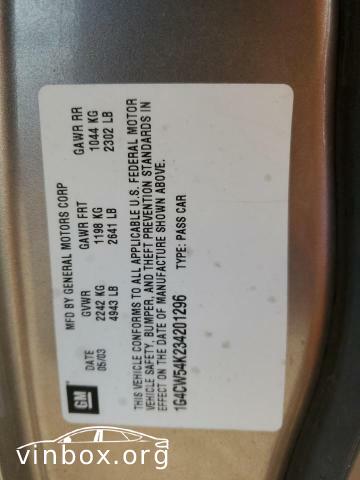 GM
DATE
05/03
MFD BY GENERAL MOTORS CORP
GVWR
2242 KG
4943 LB
GAWR FRT
1198 KG
2641 LB
GAWR RR
1044 KG
2302 LB
THIS VEHICLE CONFORMS TO ALL APPLICABLE U.S. FEDERAL MOTOR
VEHICLE SAFETY, BUMPER, AND THEFT PREVENTION STANDARDS IN
EFFECT ON THE DATE OF MANUFACTURE SHOWN ABOVE.
1G4CW54K234201296
TYPE: PASS CAR
vinbox.org